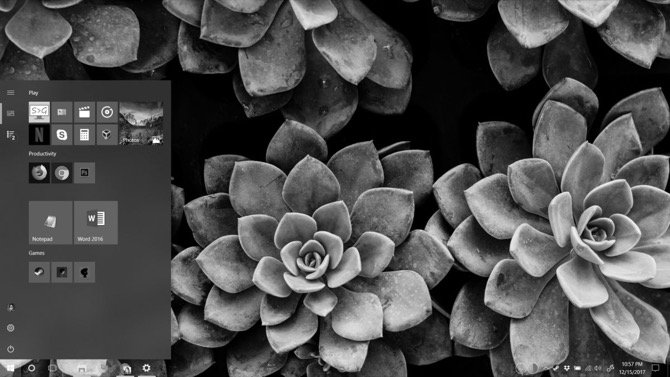 Play
Photos
Productivity
Notepad
Word 2016
Games
10:57 PM
12/15/2017